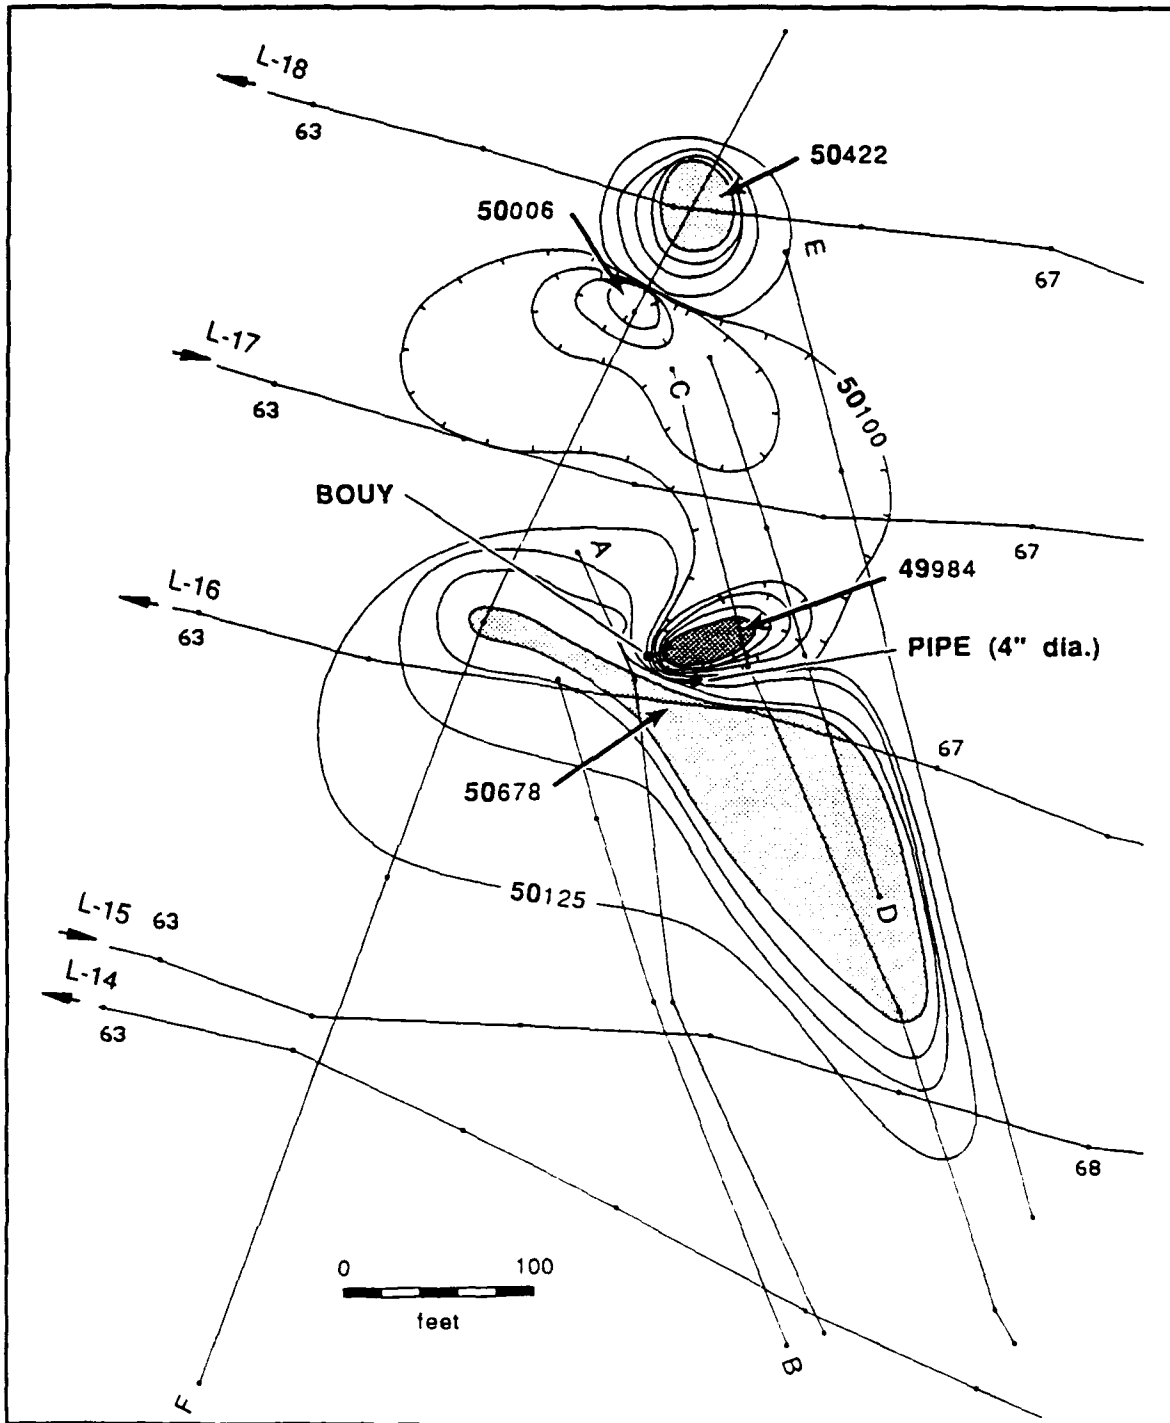 L-18
63
50422
50006
E
67
L-17
63
C
50100
BOUY
A
67
49984
L-16
63
PIPE (4" dia.)
67
50678
50125
D
L-15 63
L-14
63
68
0 100
feet
B
F